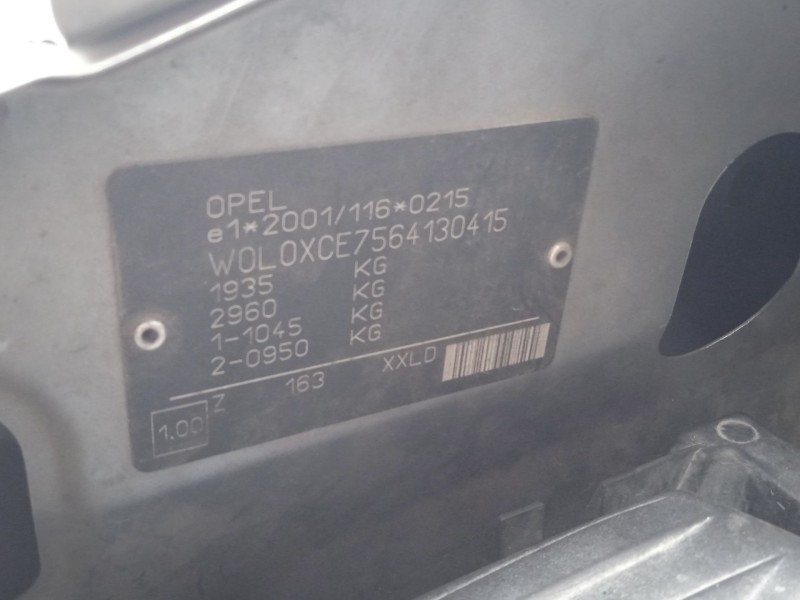 OPEL
e1*2001/116*0215
W0L0XCE7564130415
1935 KG
2960 KG
1-1045 KG
2-0950 KG
Z 163 XXLD
1.00